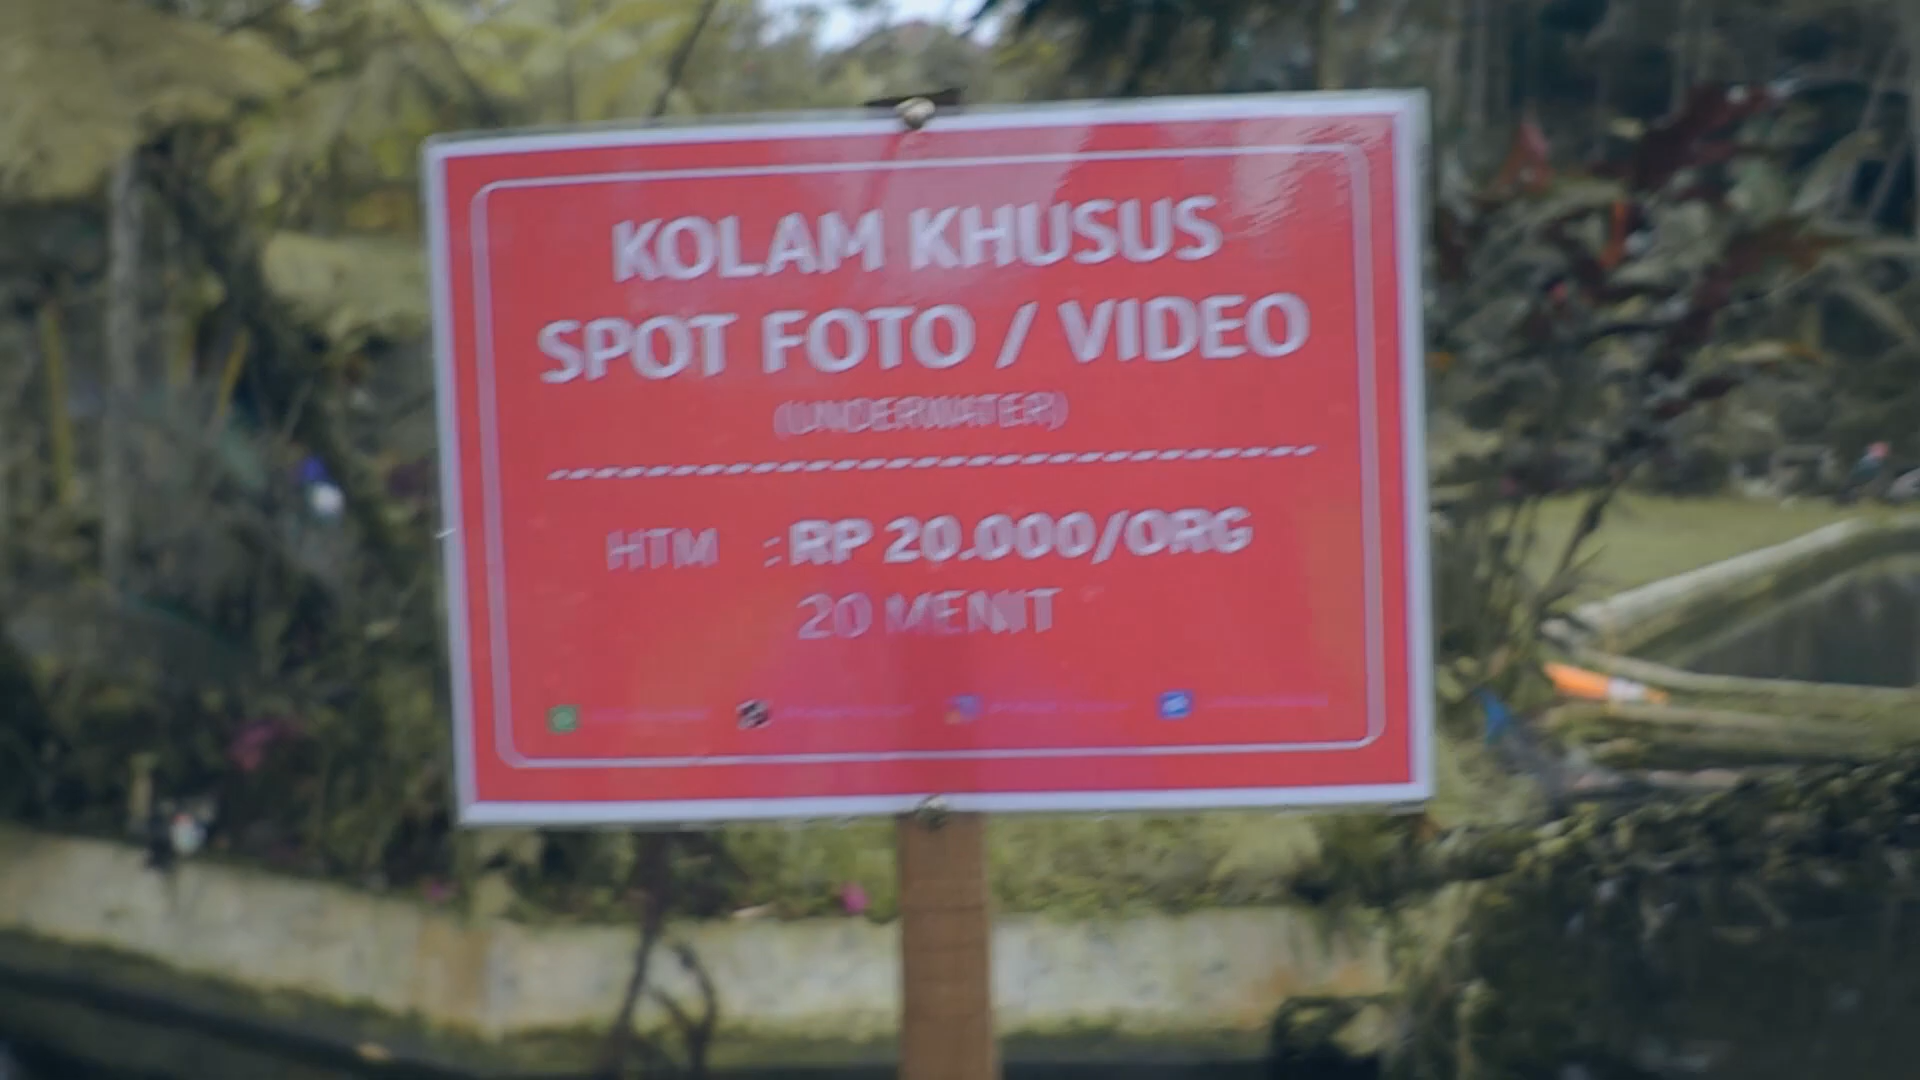 KOLAM KHUSUS
SPOT FOTO / VIDEO
(UNDERWATER)
HTM : RP 20.000/ORG
20 MENIT